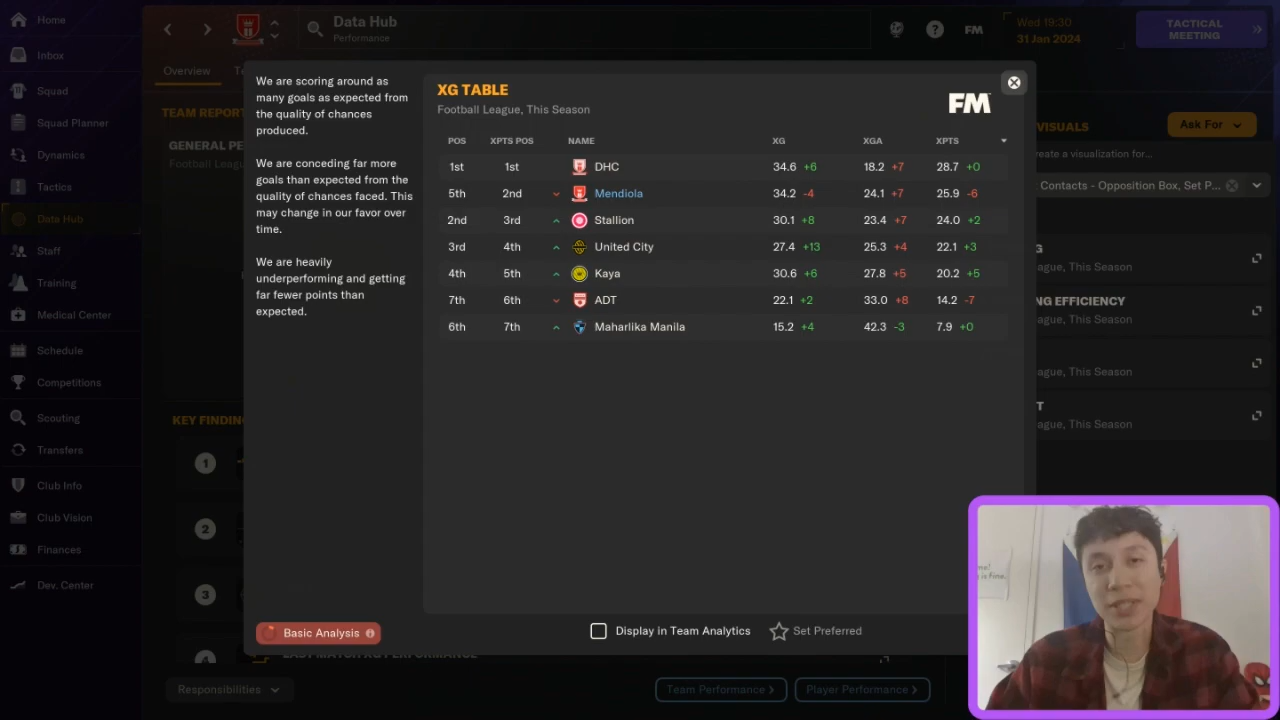 Home
Inbox
Squad
Squad Planner
Dynamics
Tactics
Data Hub
Staff
Training
Medical Center
Schedule
Competitions
Scouting
Transfers
Club Info
Club Vision
Finances
Dev. Center
Data Hub
Performance
FM
Wed 19:30
31 Jan 2024
TACTICAL
MEETING
Overview
TEAM REPORT
GENERAL PE
Football League
KEY FINDING
1
2
3
4
We are scoring around as
many goals as expected from
the quality of chances
produced.
We are conceding far more
goals than expected from the
quality of chances faced. This
may change in our favor over
time.
We are heavily
underperforming and getting
far fewer points than
expected.
Basic Analysis
XG TABLE
Football League, This Season
FM
POS XPTS POS NAME XG XGA XPTS
1st 1st DHC 34.6 +6 18.2 +7 28.7 +0
5th 2nd Mendiola 34.2 -4 24.1 +7 25.9 -6
2nd 3rd Stallion 30.1 +8 23.4 +7 24.0 +2
3rd 4th United City 27.4 +13 25.3 +4 22.1 +3
4th 5th Kaya 30.6 +6 27.8 +5 20.2 +5
7th 6th ADT 22.1 +2 33.0 +8 14.2 -7
6th 7th Maharlika Manila 15.2 +4 42.3 -3 7.9 +0
Display in Team Analytics
Set Preferred
VISUALS
Ask For
reate a visualization for...
Contacts - Opposition Box, Set P...
G
ague, This Season
NG EFFICIENCY
ague, This Season
ague, This Season
T
ague, This Season
LAST MATCH XG PERFORMANCE
Responsibilities
Team Performance
Player Performance
is fine.